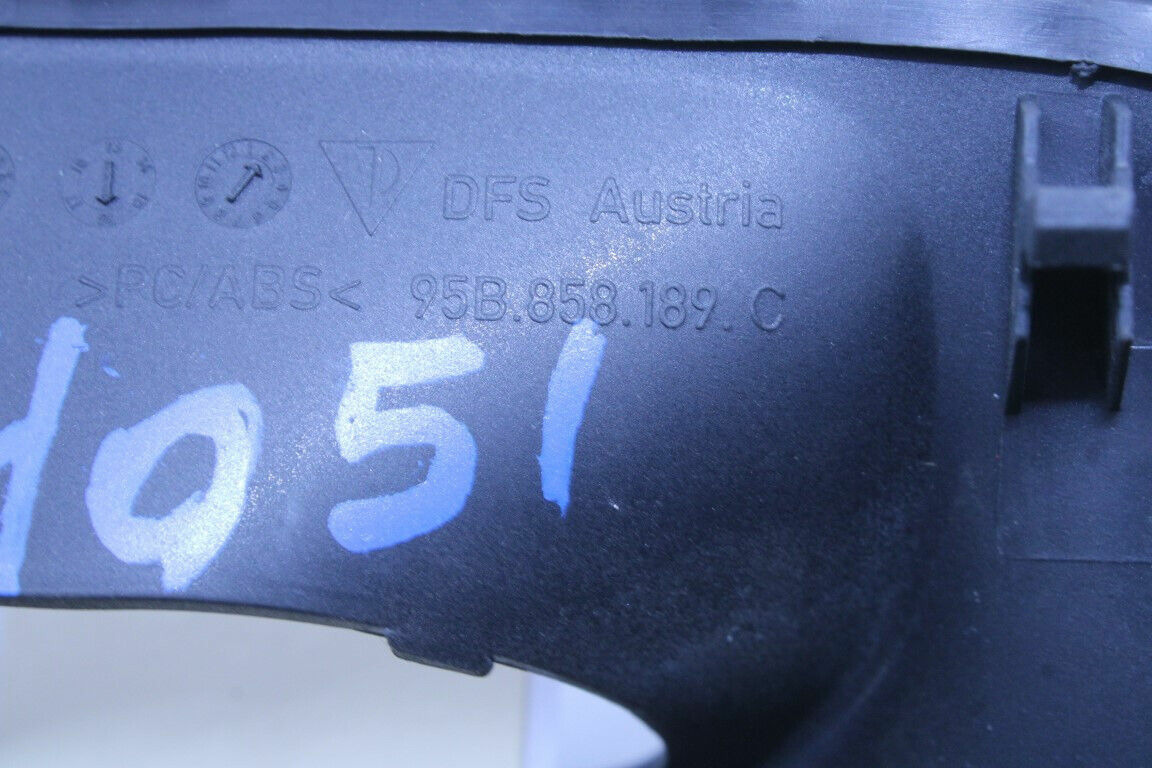 DFS Austria
>PC/ABS< 95B.858.189. C
1051